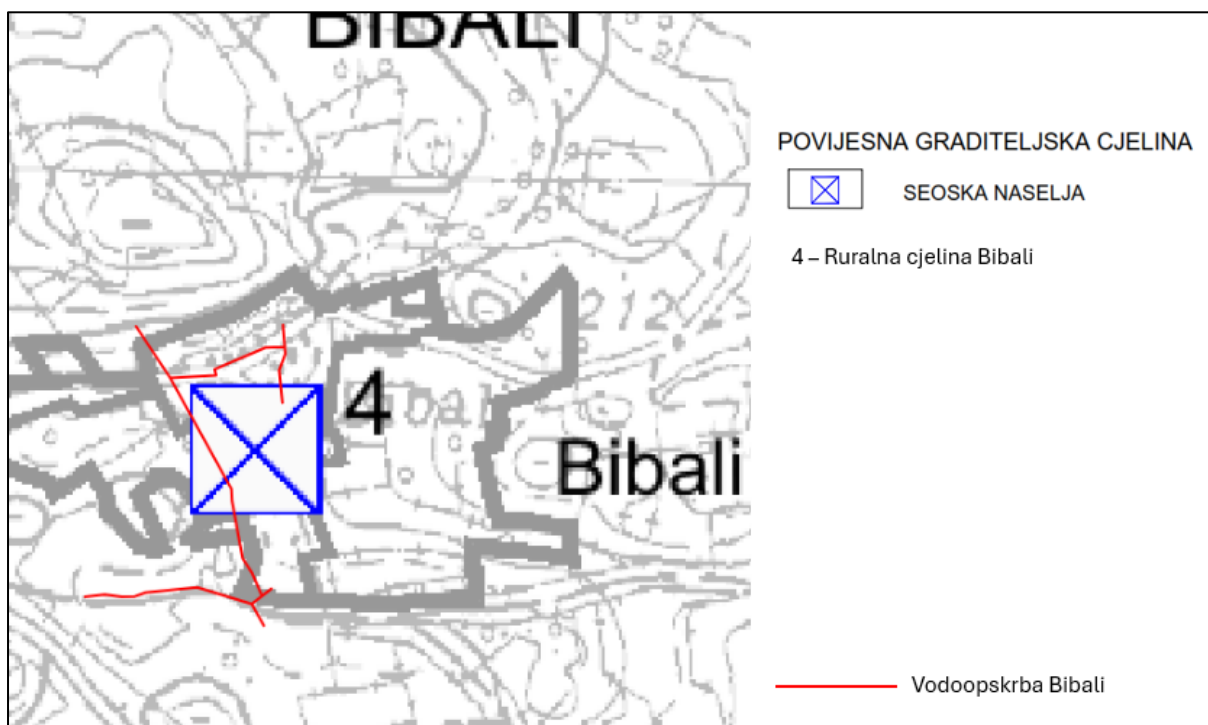 BIBALI
POVIJESNA GRADITELJSKA CJELINA
SEOSKA NASELJA
4 – Ruralna cjelina Bibali
4
Bibali
Vodoopskrba Bibali